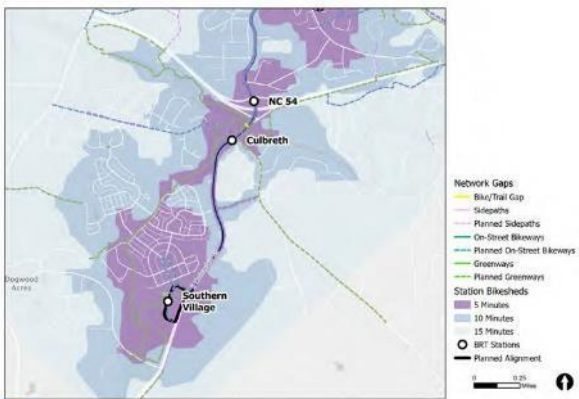 NC 54
Culbreth
Dogwood
Acres
Southern
Village
Network Gaps
Bike/Trail Gap
Sidepaths
Planned Sidepaths
On-Street Bikeways
Planned On-Street Bikeways
Greenways
Planned Greenways
Station Bikesheds
5 Minutes
10 Minutes
15 Minutes
BRT Stations
Planned Alignment
0 0.25
Miles